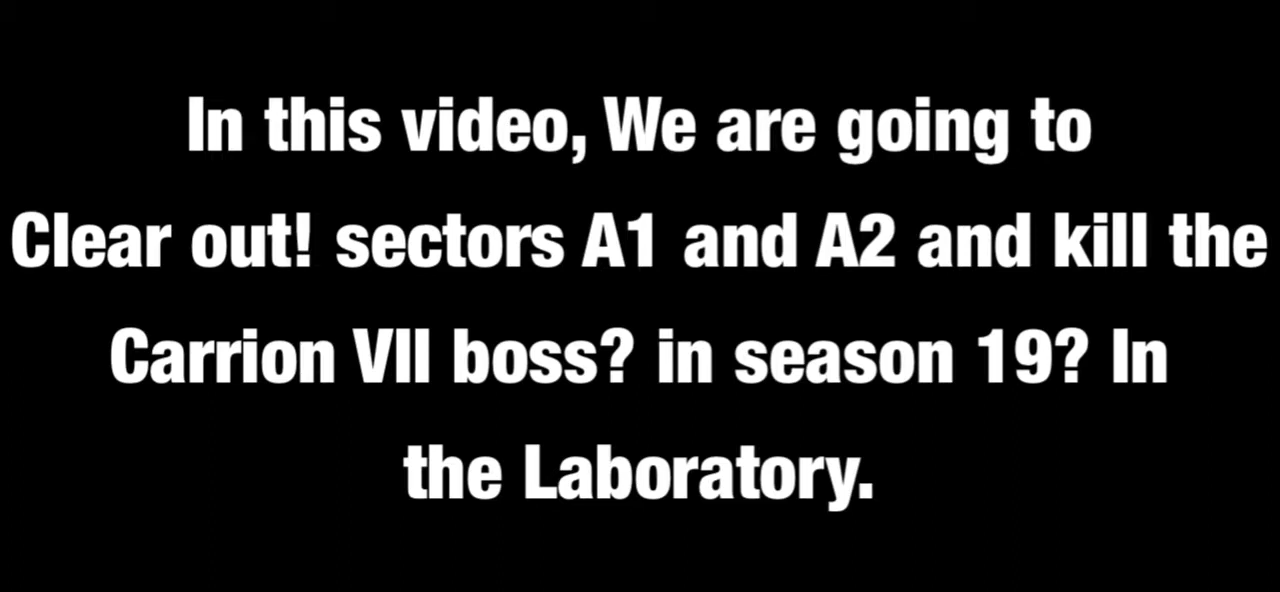 In this video, We are going to
Clear out! sectors A1 and A2 and kill the
Carrion VII boss? in season 19? In
the Laboratory.